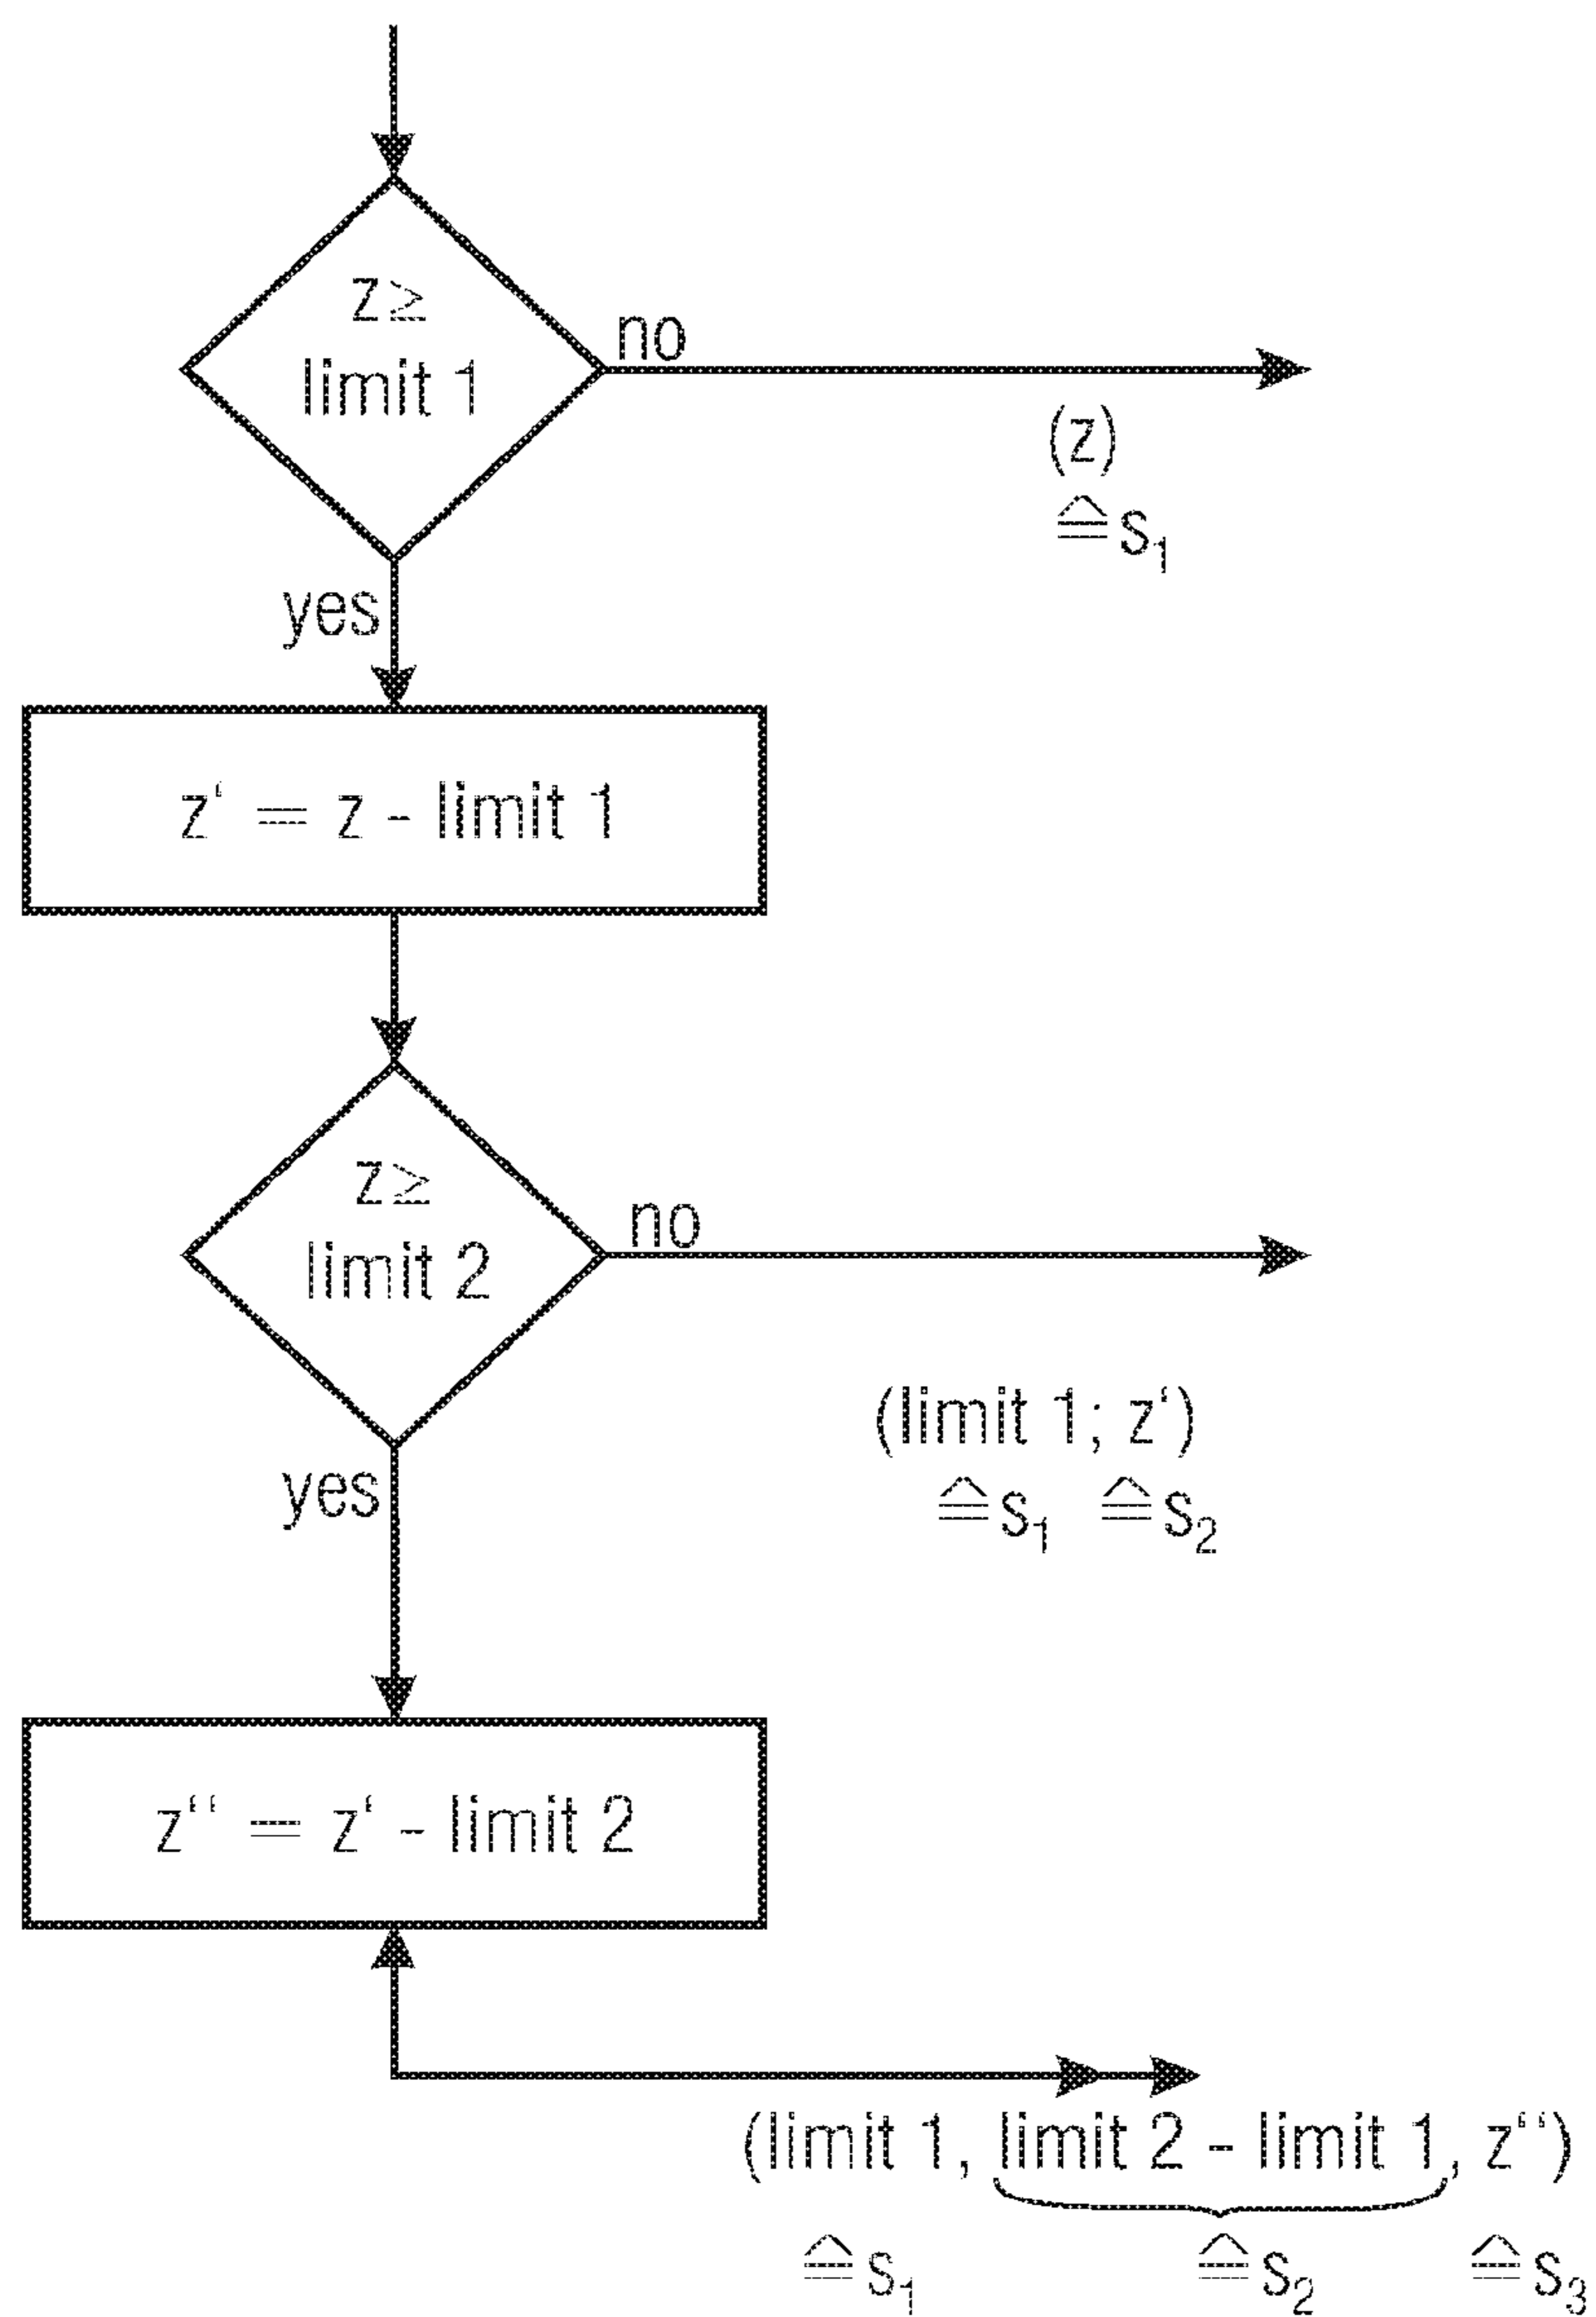 z≥
limit 1
no
(z)
≙s₁
yes
z‘ = z - limit 1
z≥
limit 2
no
(limit 1; z‘)
≙s₁ ≙s₂
yes
z‘‘ = z‘ - limit 2
(limit 1, limit 2 - limit 1, z‘‘)
≙s₁ ≙s₂ ≙s₃